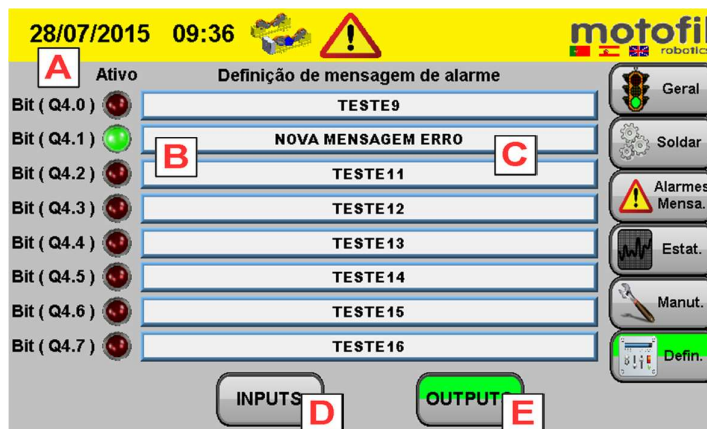 28/07/2015 09:36
motofil
robotics
A
Ativo
Definição de mensagem de alarme
Bit ( Q4.0 ) TESTE9
Bit ( Q4.1 ) NOVA MENSAGEM ERRO
B
C
Bit ( Q4.2 ) TESTE11
Bit ( Q4.3 ) TESTE12
Bit ( Q4.4 ) TESTE13
Bit ( Q4.5 ) TESTE14
Bit ( Q4.6 ) TESTE15
Bit ( Q4.7 ) TESTE16
INPUTS
D
OUTPUTS
E
Geral
Soldar
Alarmes
Mensa.
Estat.
Manut.
Defin.